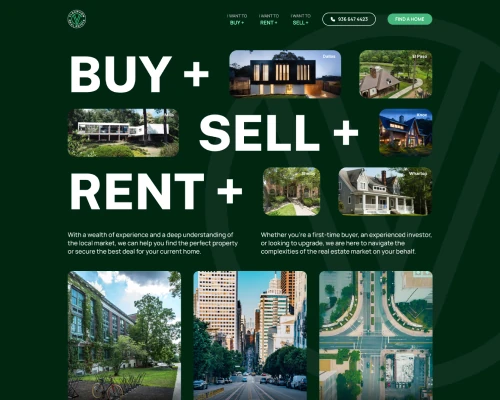 I WANT TO
BUY +
I WANT TO
RENT +
I WANT TO
SELL +
936 647 4423
FIND A HOME
BUY +
Dallas
El Paso
SELL +
RENT +
Wharton
With a wealth of experience and a deep understanding of
the local market, we can help you find the perfect property
or secure the best deal for your current home.
Whether you're a first-time buyer, an experienced investor,
or looking to upgrade, we are here to navigate the
complexities of the real estate market on your behalf.